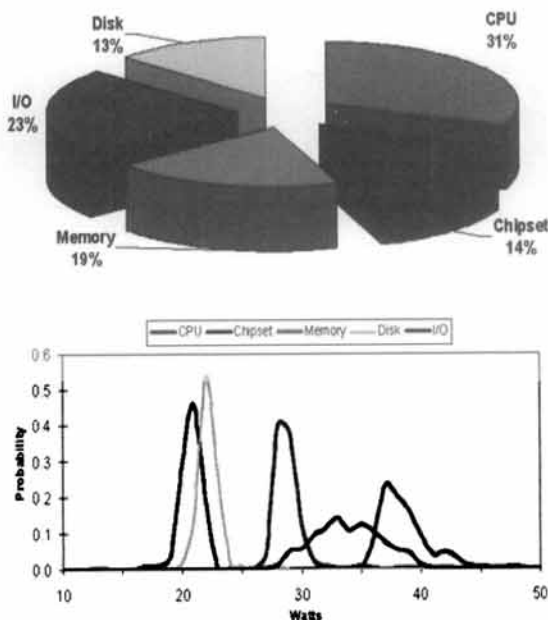 Disk
13%
CPU
31%
I/O
23%
Memory
19%
Chipset
14%
CPU Chipset Memory Disk I/O
0.6
0.5
0.4
0.3
0.2
0.1
0.0
Probability
10 20 30 40 50
Watts